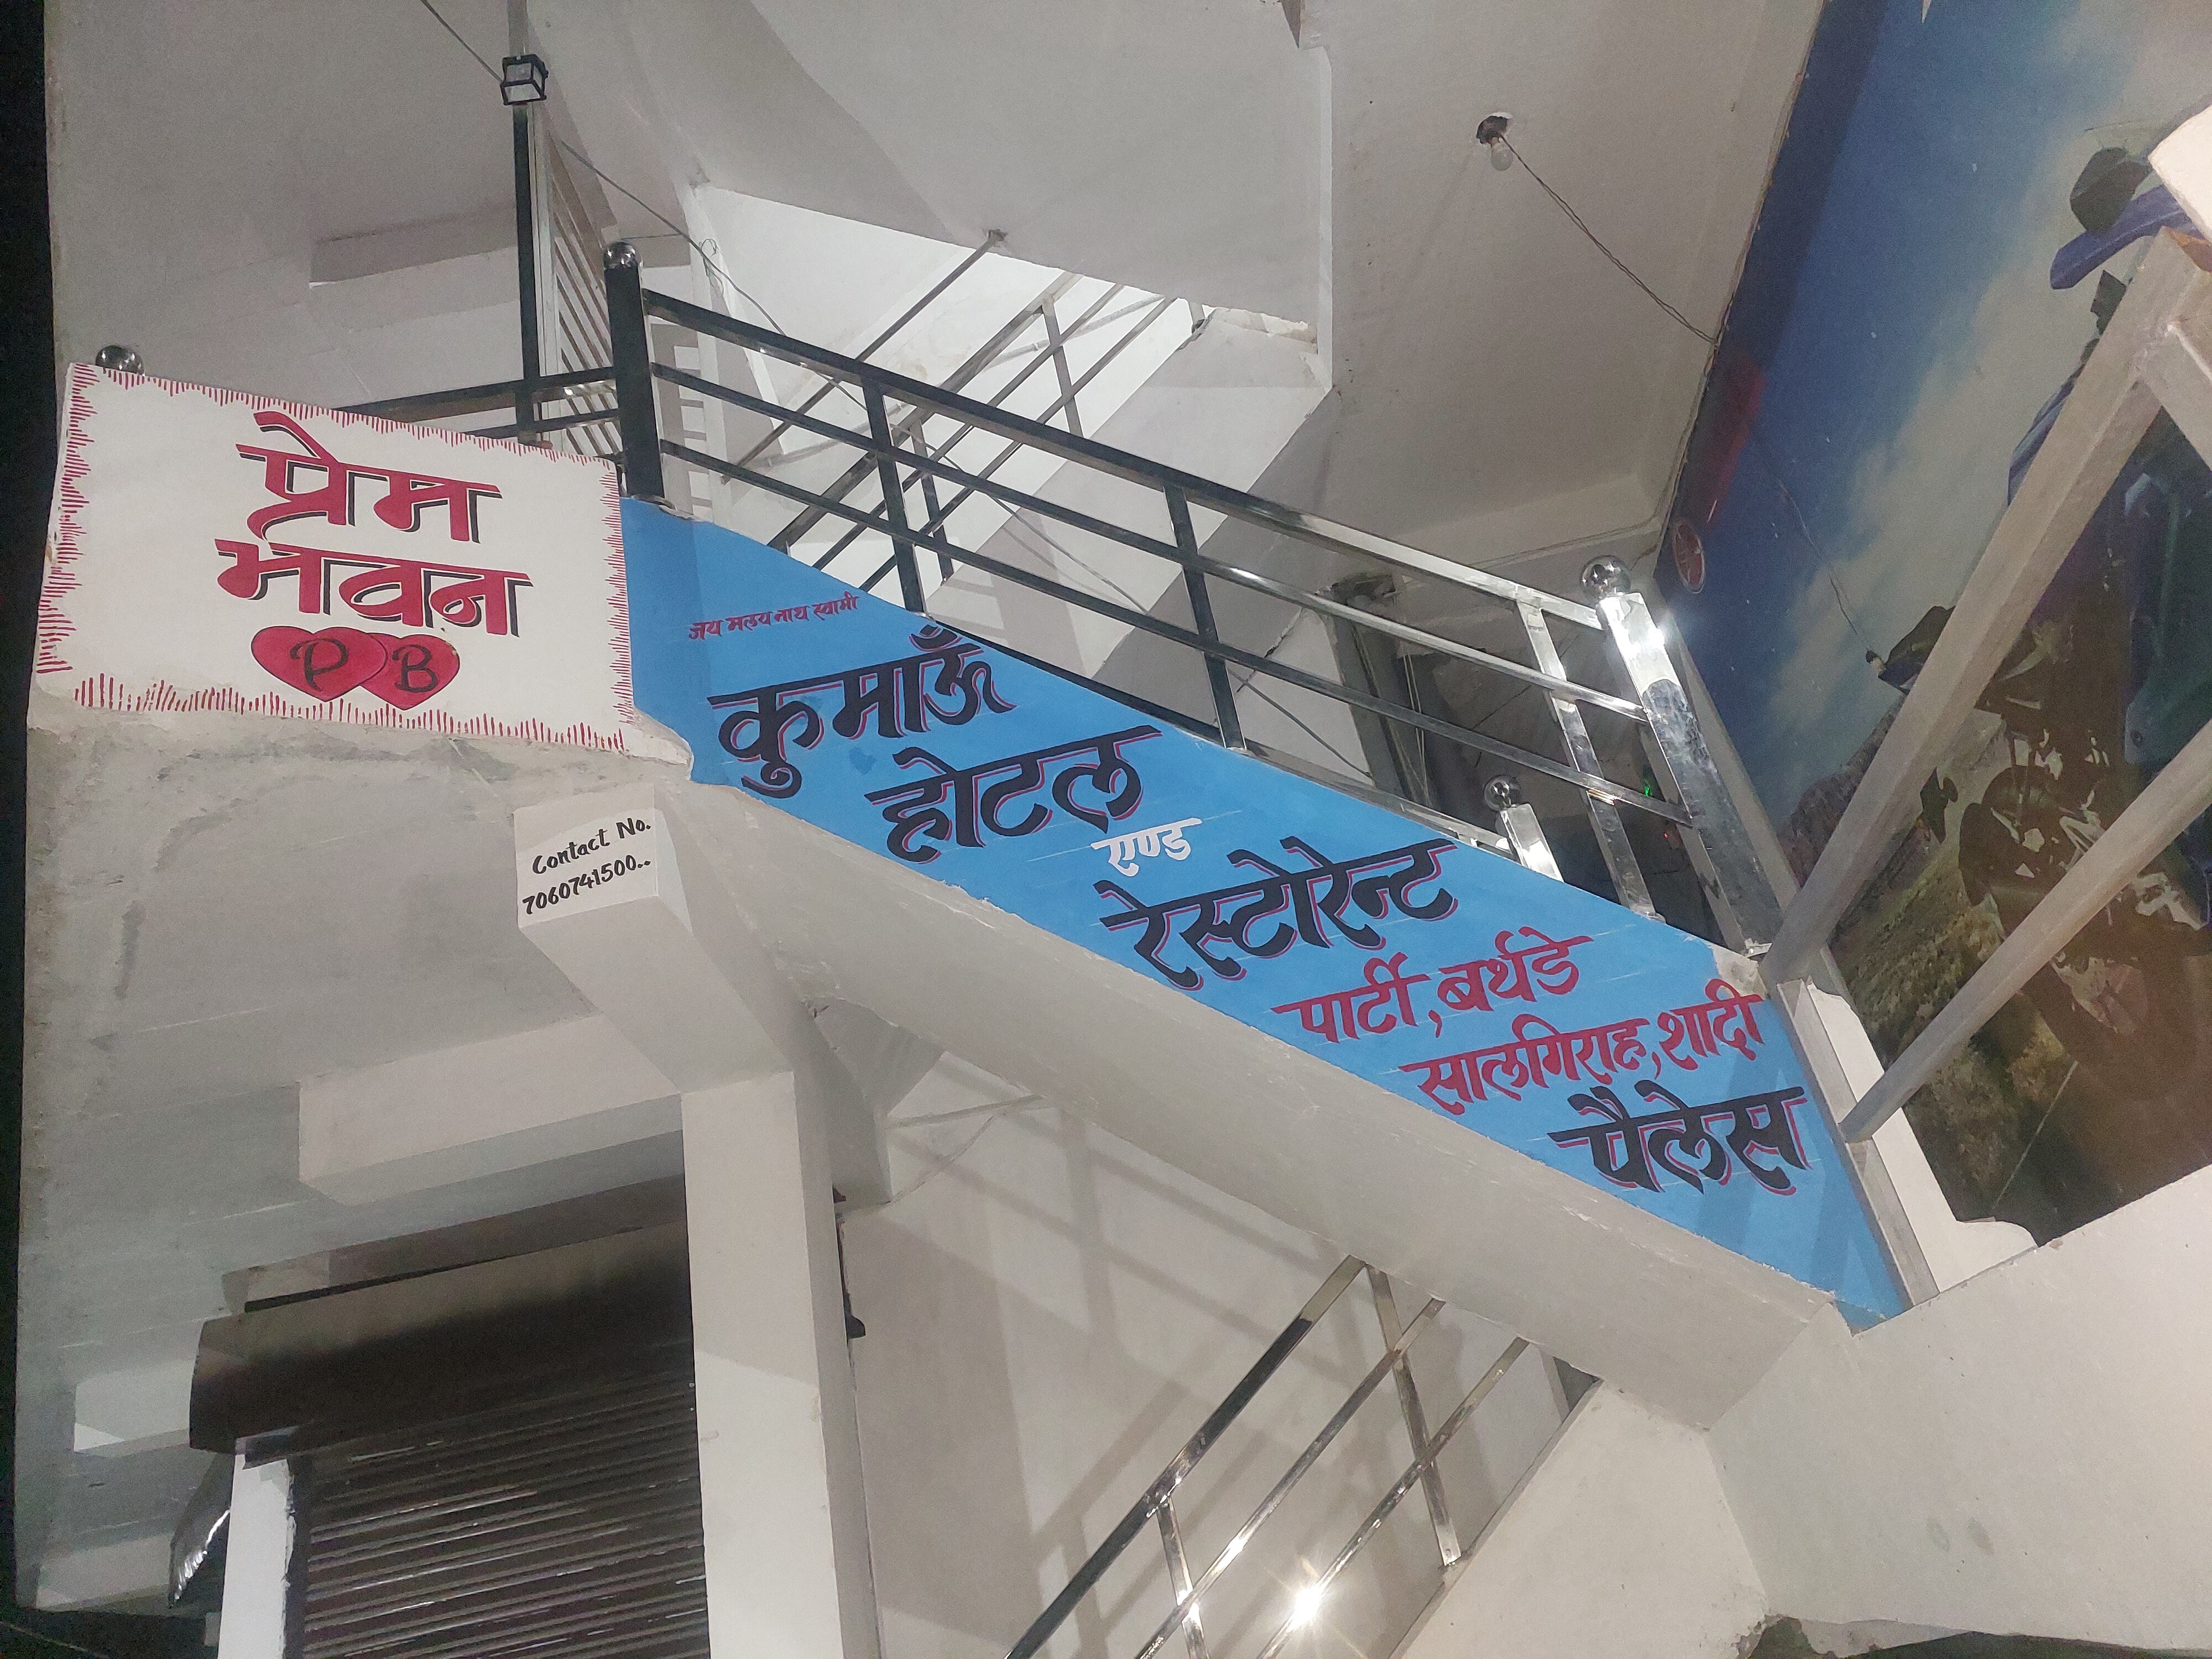 प्रेम
भवन
P B
जय मलय नाथ स्वामी
कुमाऊँ
होटल
एण्ड
रेस्टोरेन्ट
पार्टी, बर्थडे
सालगिराह, शादी
पैलेस
Contact No.
7060741500..